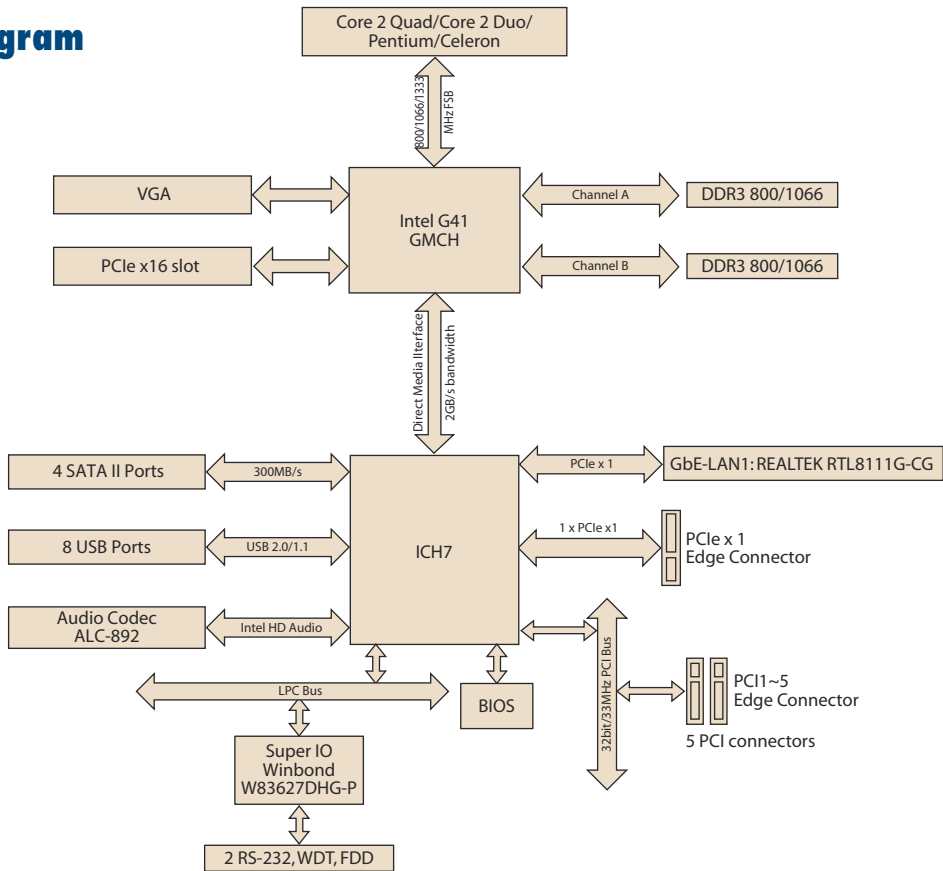 gram
Core 2 Quad/Core 2 Duo/
Pentium/Celeron
800/1066/1333
MHz FSB
VGA
PCIe x16 slot
Intel G41
GMCH
Channel A
DDR3 800/1066
Channel B
DDR3 800/1066
Direct Media IIterface
2GB/s bandwidth
4 SATA II Ports
300MB/s
8 USB Ports
USB 2.0/1.1
Audio Codec
ALC-892
Intel HD Audio
ICH7
PCIe x 1
GbE-LAN1: REALTEK RTL8111G-CG
1 x PCIe x1
PCIe x 1
Edge Connector
32bit/33MHz PCI Bus
PCI1~5
Edge Connector
5 PCI connectors
LPC Bus
BIOS
Super IO
Winbond
W83627DHG-P
2 RS-232, WDT, FDD